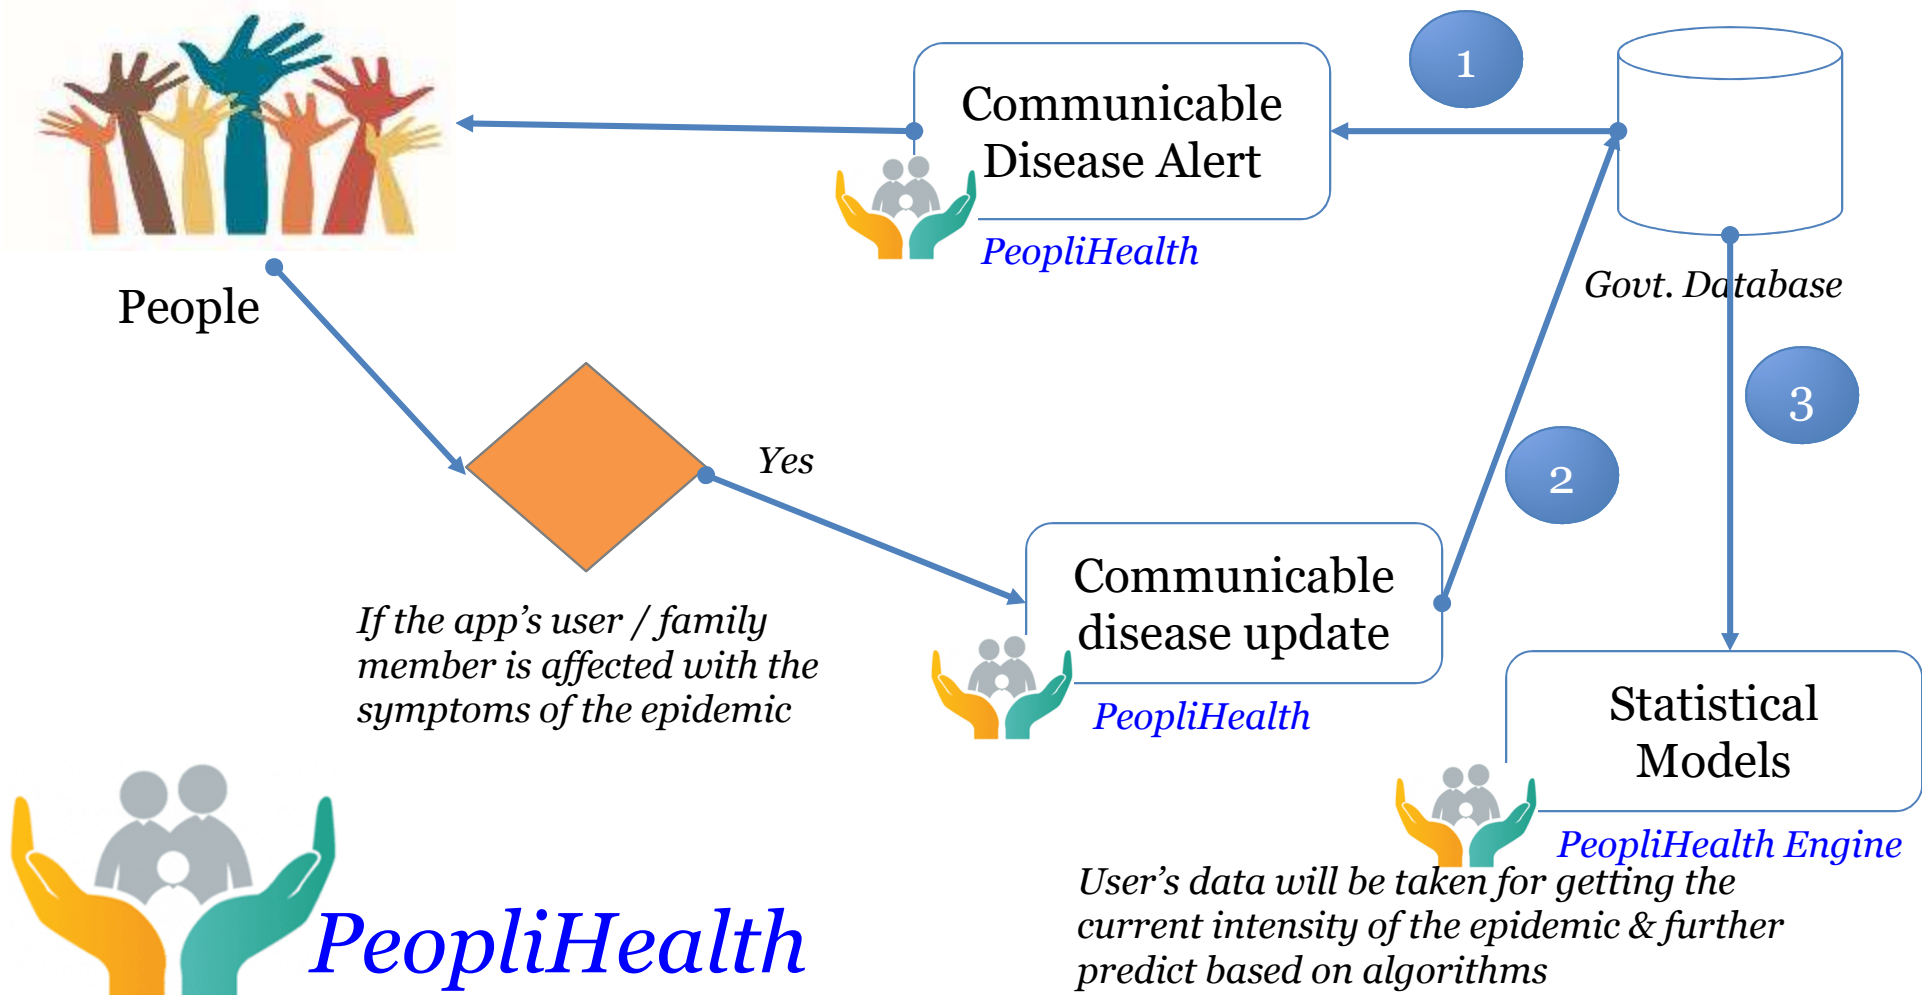 1
Communicable
Disease Alert
PeopliHealth
Govt. Database
People
3
Yes
2
Communicable
disease update
PeopliHealth
If the app’s user / family
member is affected with the
symptoms of the epidemic
Statistical
Models
PeopliHealth Engine
User’s data will be taken for getting the
current intensity of the epidemic & further
predict based on algorithms
PeopliHealth